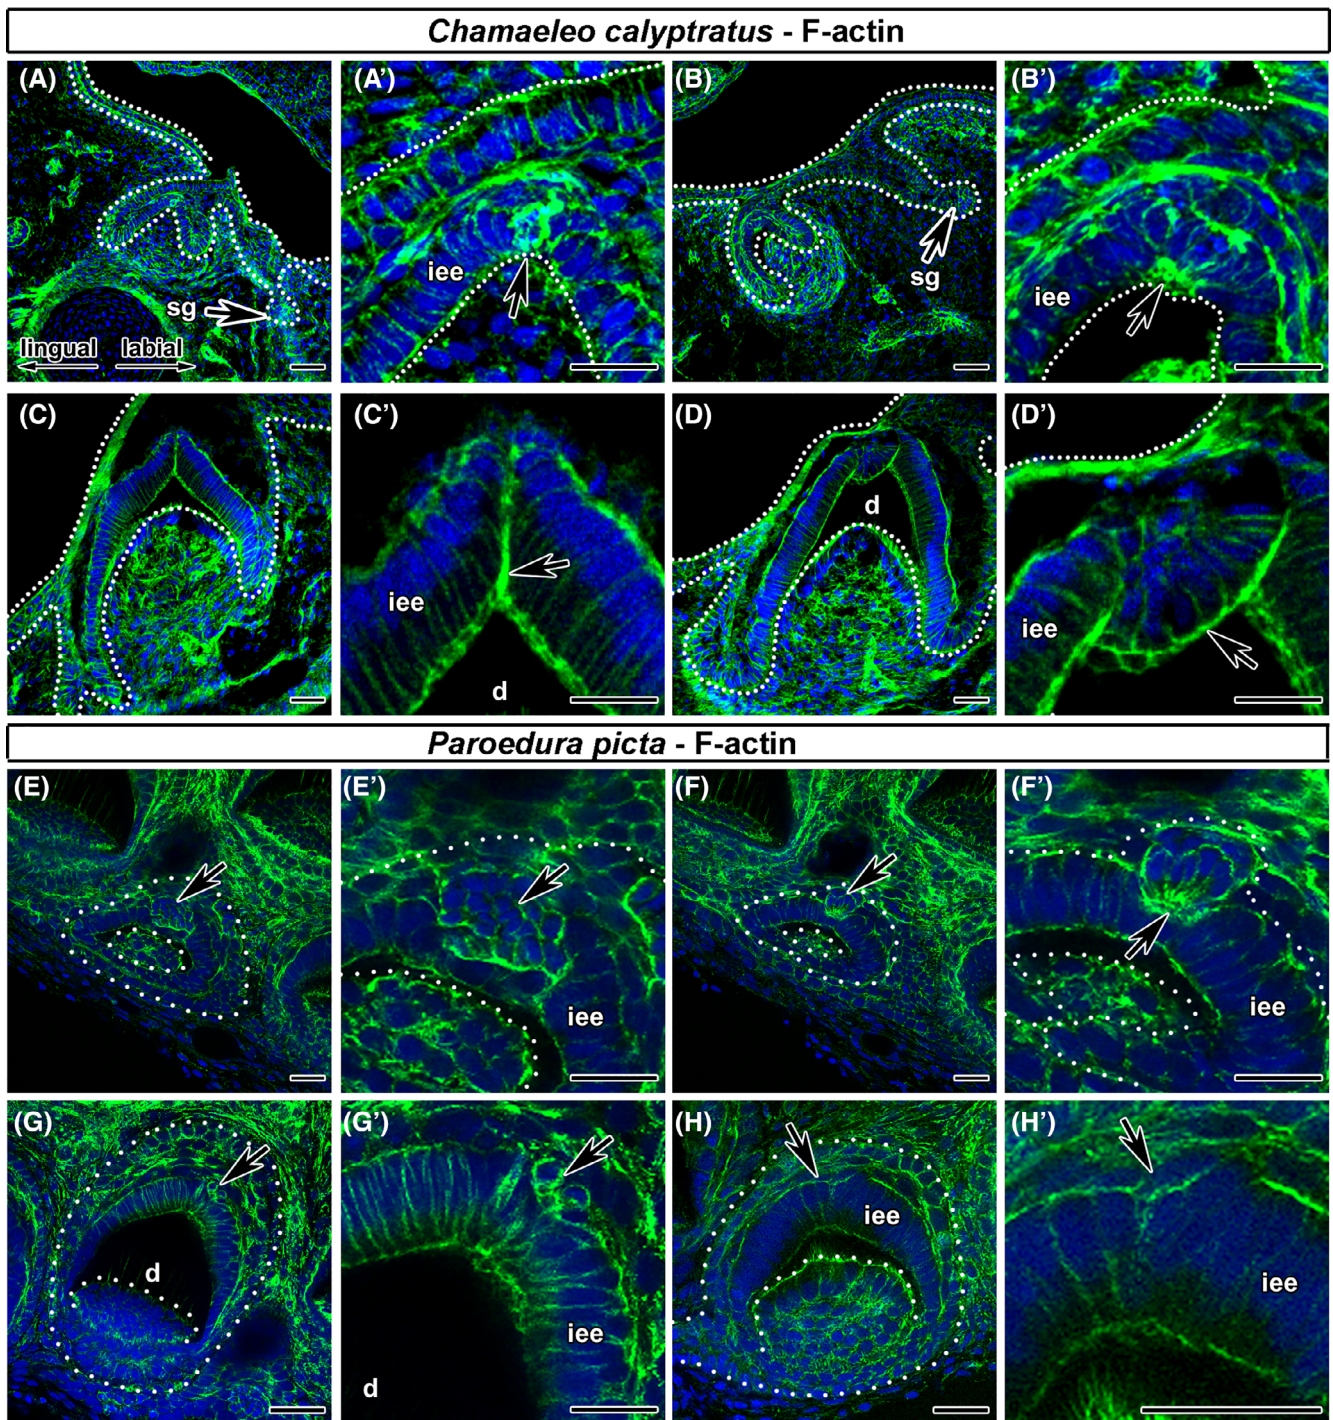 Chamaeleo calyptratus - F-actin
(A) (A') (B) (B')
iee
iee
sg
sg
lingual labial
(C) (C') (D) (D')
d
iee
iee
d
Paroedura picta - F-actin
(E) (E') (F) (F')
iee
iee
(G) (G') (H) (H')
iee
d
iee
iee
d